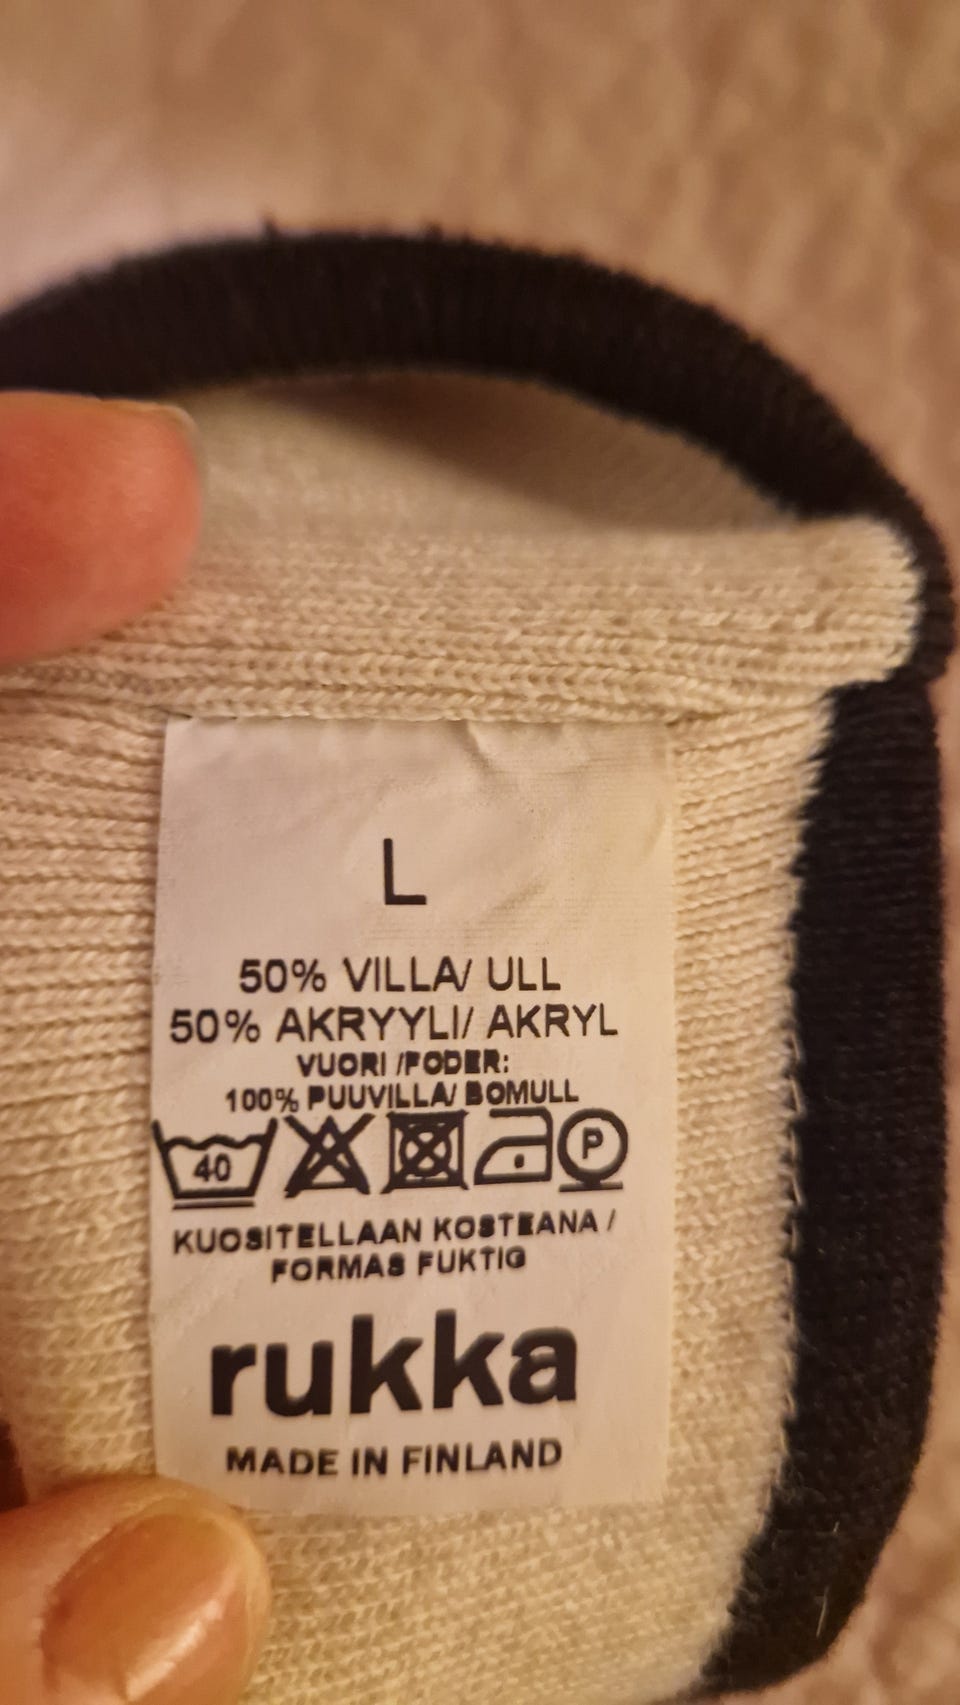 L
50% VILLA/ ULL
50% AKRYYLI/ AKRYL
VUORI /FODER:
100% PUUVILLA/ BOMULL
40 P
KUOSITELLAAN KOSTEANA /
FORMAS FUKTIG
rukka
MADE IN FINLAND